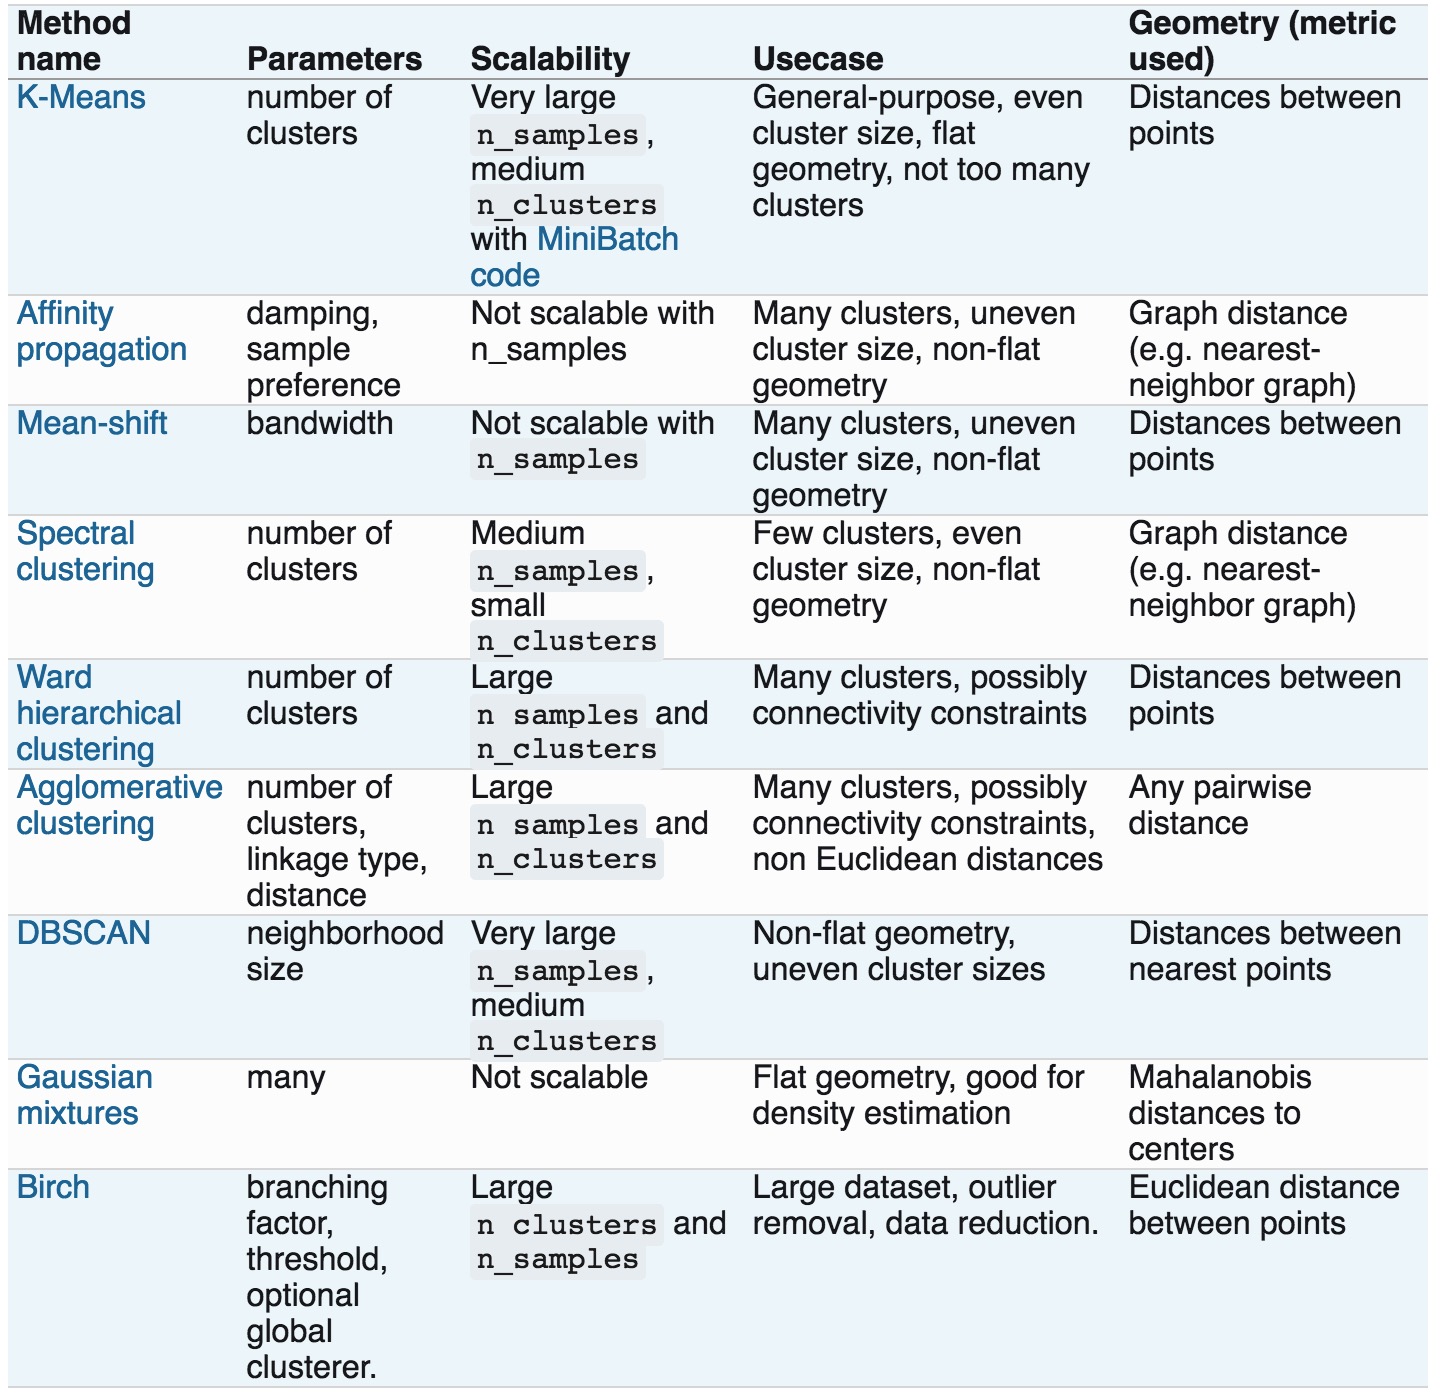 Method name
Parameters
Scalability
Usecase
Geometry (metric used)
K-Means
number of
clusters
Very large
n_samples,
medium
n_clusters
with MiniBatch
code
General-purpose, even
cluster size, flat
geometry, not too many
clusters
Distances between
points
Affinity
propagation
damping,
sample
preference
Not scalable with
n_samples
Many clusters, uneven
cluster size, non-flat
geometry
Graph distance
(e.g. nearest-
neighbor graph)
Mean-shift
bandwidth
Not scalable with
n_samples
Many clusters, uneven
cluster size, non-flat
geometry
Distances between
points
Spectral
clustering
number of
clusters
Medium
n_samples,
small
n_clusters
Few clusters, even
cluster size, non-flat
geometry
Graph distance
(e.g. nearest-
neighbor graph)
Ward
hierarchical
clustering
number of
clusters
Large
n_samples and
n_clusters
Many clusters, possibly
connectivity constraints
Distances between
points
Agglomerative
clustering
number of
clusters,
linkage type,
distance
Large
n_samples and
n_clusters
Many clusters, possibly
connectivity constraints,
non Euclidean distances
Any pairwise
distance
DBSCAN
neighborhood
size
Very large
n_samples,
medium
n_clusters
Non-flat geometry,
uneven cluster sizes
Distances between
nearest points
Gaussian
mixtures
many
Not scalable
Flat geometry, good for
density estimation
Mahalanobis
distances to
centers
Birch
branching
factor,
threshold,
optional
global
clusterer.
Large
n_clusters and
n_samples
Large dataset, outlier
removal, data reduction.
Euclidean distance
between points